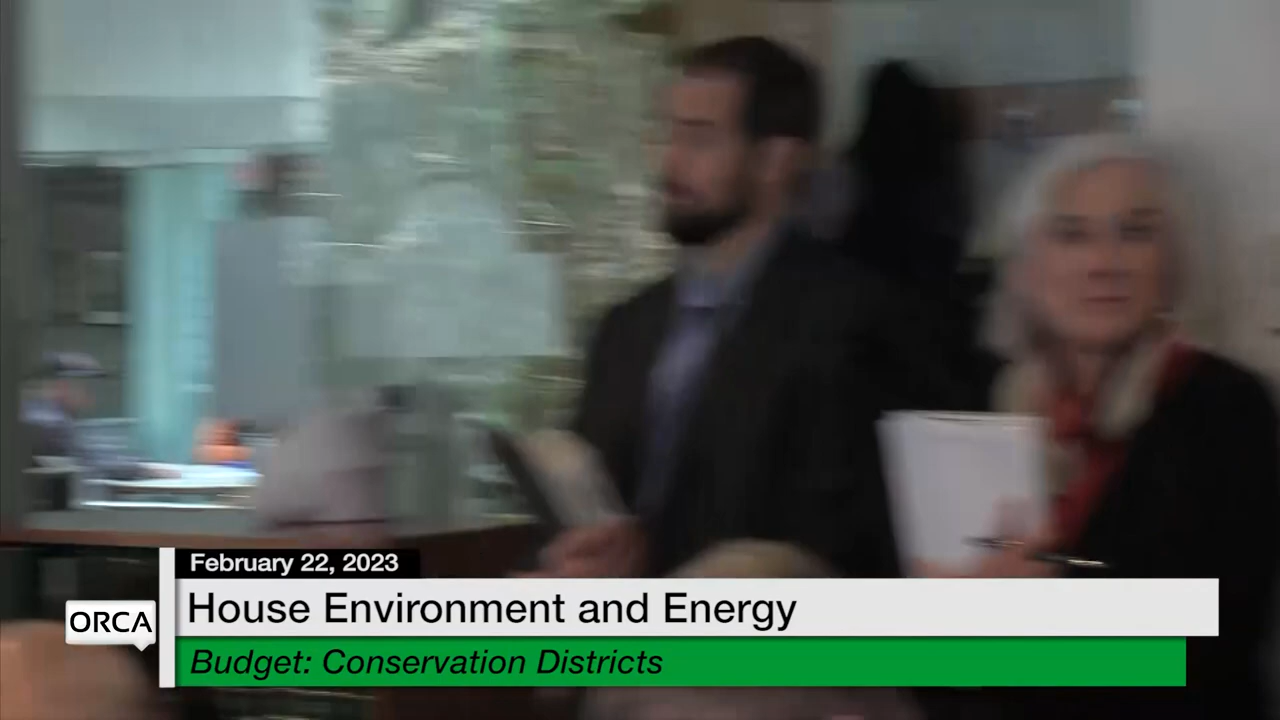 February 22, 2023
House Environment and Energy
ORCA
Budget: Conservation Districts